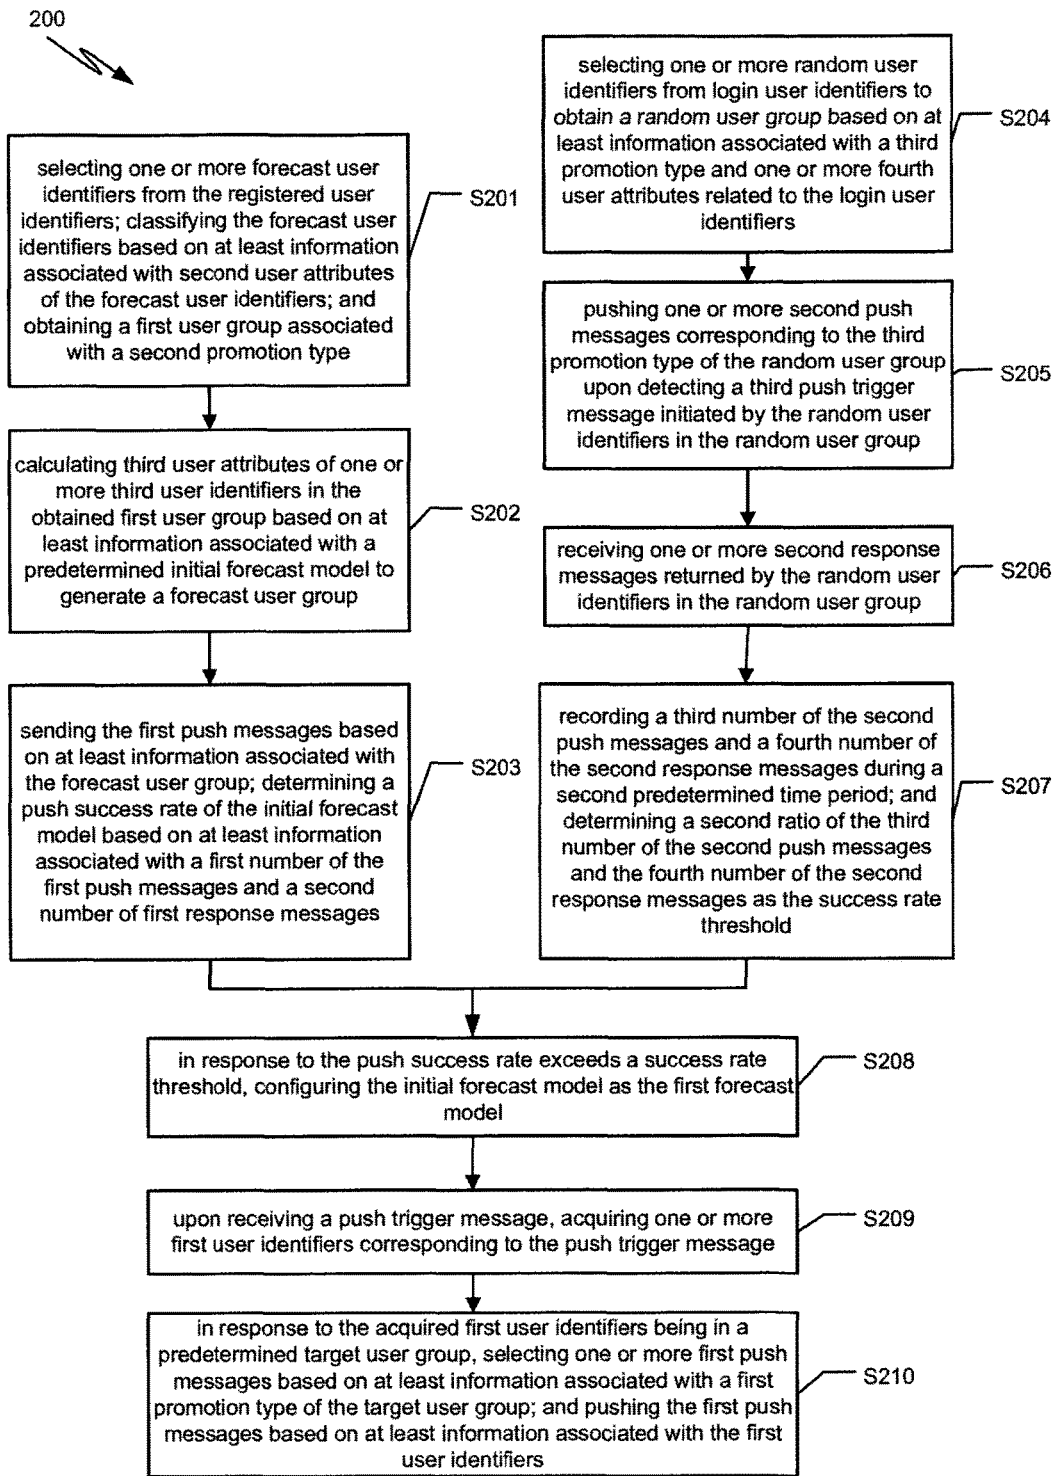 200
selecting one or more forecast user
identifiers from the registered user
identifiers; classifying the forecast user
identifiers based on at least information
associated with second user attributes
of the forecast user identifiers; and
obtaining a first user group associated
with a second promotion type
S201
calculating third user attributes of one or
more third user identifiers in the
obtained first user group based on at
least information associated with a
predetermined initial forecast model to
generate a forecast user group
S202
sending the first push messages based
on at least information associated with
the forecast user group; determining a
push success rate of the initial forecast
model based on at least information
associated with a first number of the
first push messages and a second
number of first response messages
S203
selecting one or more random user
identifiers from login user identifiers to
obtain a random user group based on at
least information associated with a third
promotion type and one or more fourth
user attributes related to the login user
identifiers
S204
pushing one or more second push
messages corresponding to the third
promotion type of the random user group
upon detecting a third push trigger
message initiated by the random user
identifiers in the random user group
S205
receiving one or more second response
messages returned by the random user
identifiers in the random user group
S206
recording a third number of the second
push messages and a fourth number of
the second response messages during a
second predetermined time period; and
determining a second ratio of the third
number of the second push messages
and the fourth number of the second
response messages as the success rate
threshold
S207
in response to the push success rate exceeds a success rate
threshold, configuring the initial forecast model as the first forecast
model
S208
upon receiving a push trigger message, acquiring one or more
first user identifiers corresponding to the push trigger message
S209
in response to the acquired first user identifiers being in a
predetermined target user group, selecting one or more first push
messages based on at least information associated with a first
promotion type of the target user group; and pushing the first push
messages based on at least information associated with the first
user identifiers
S210